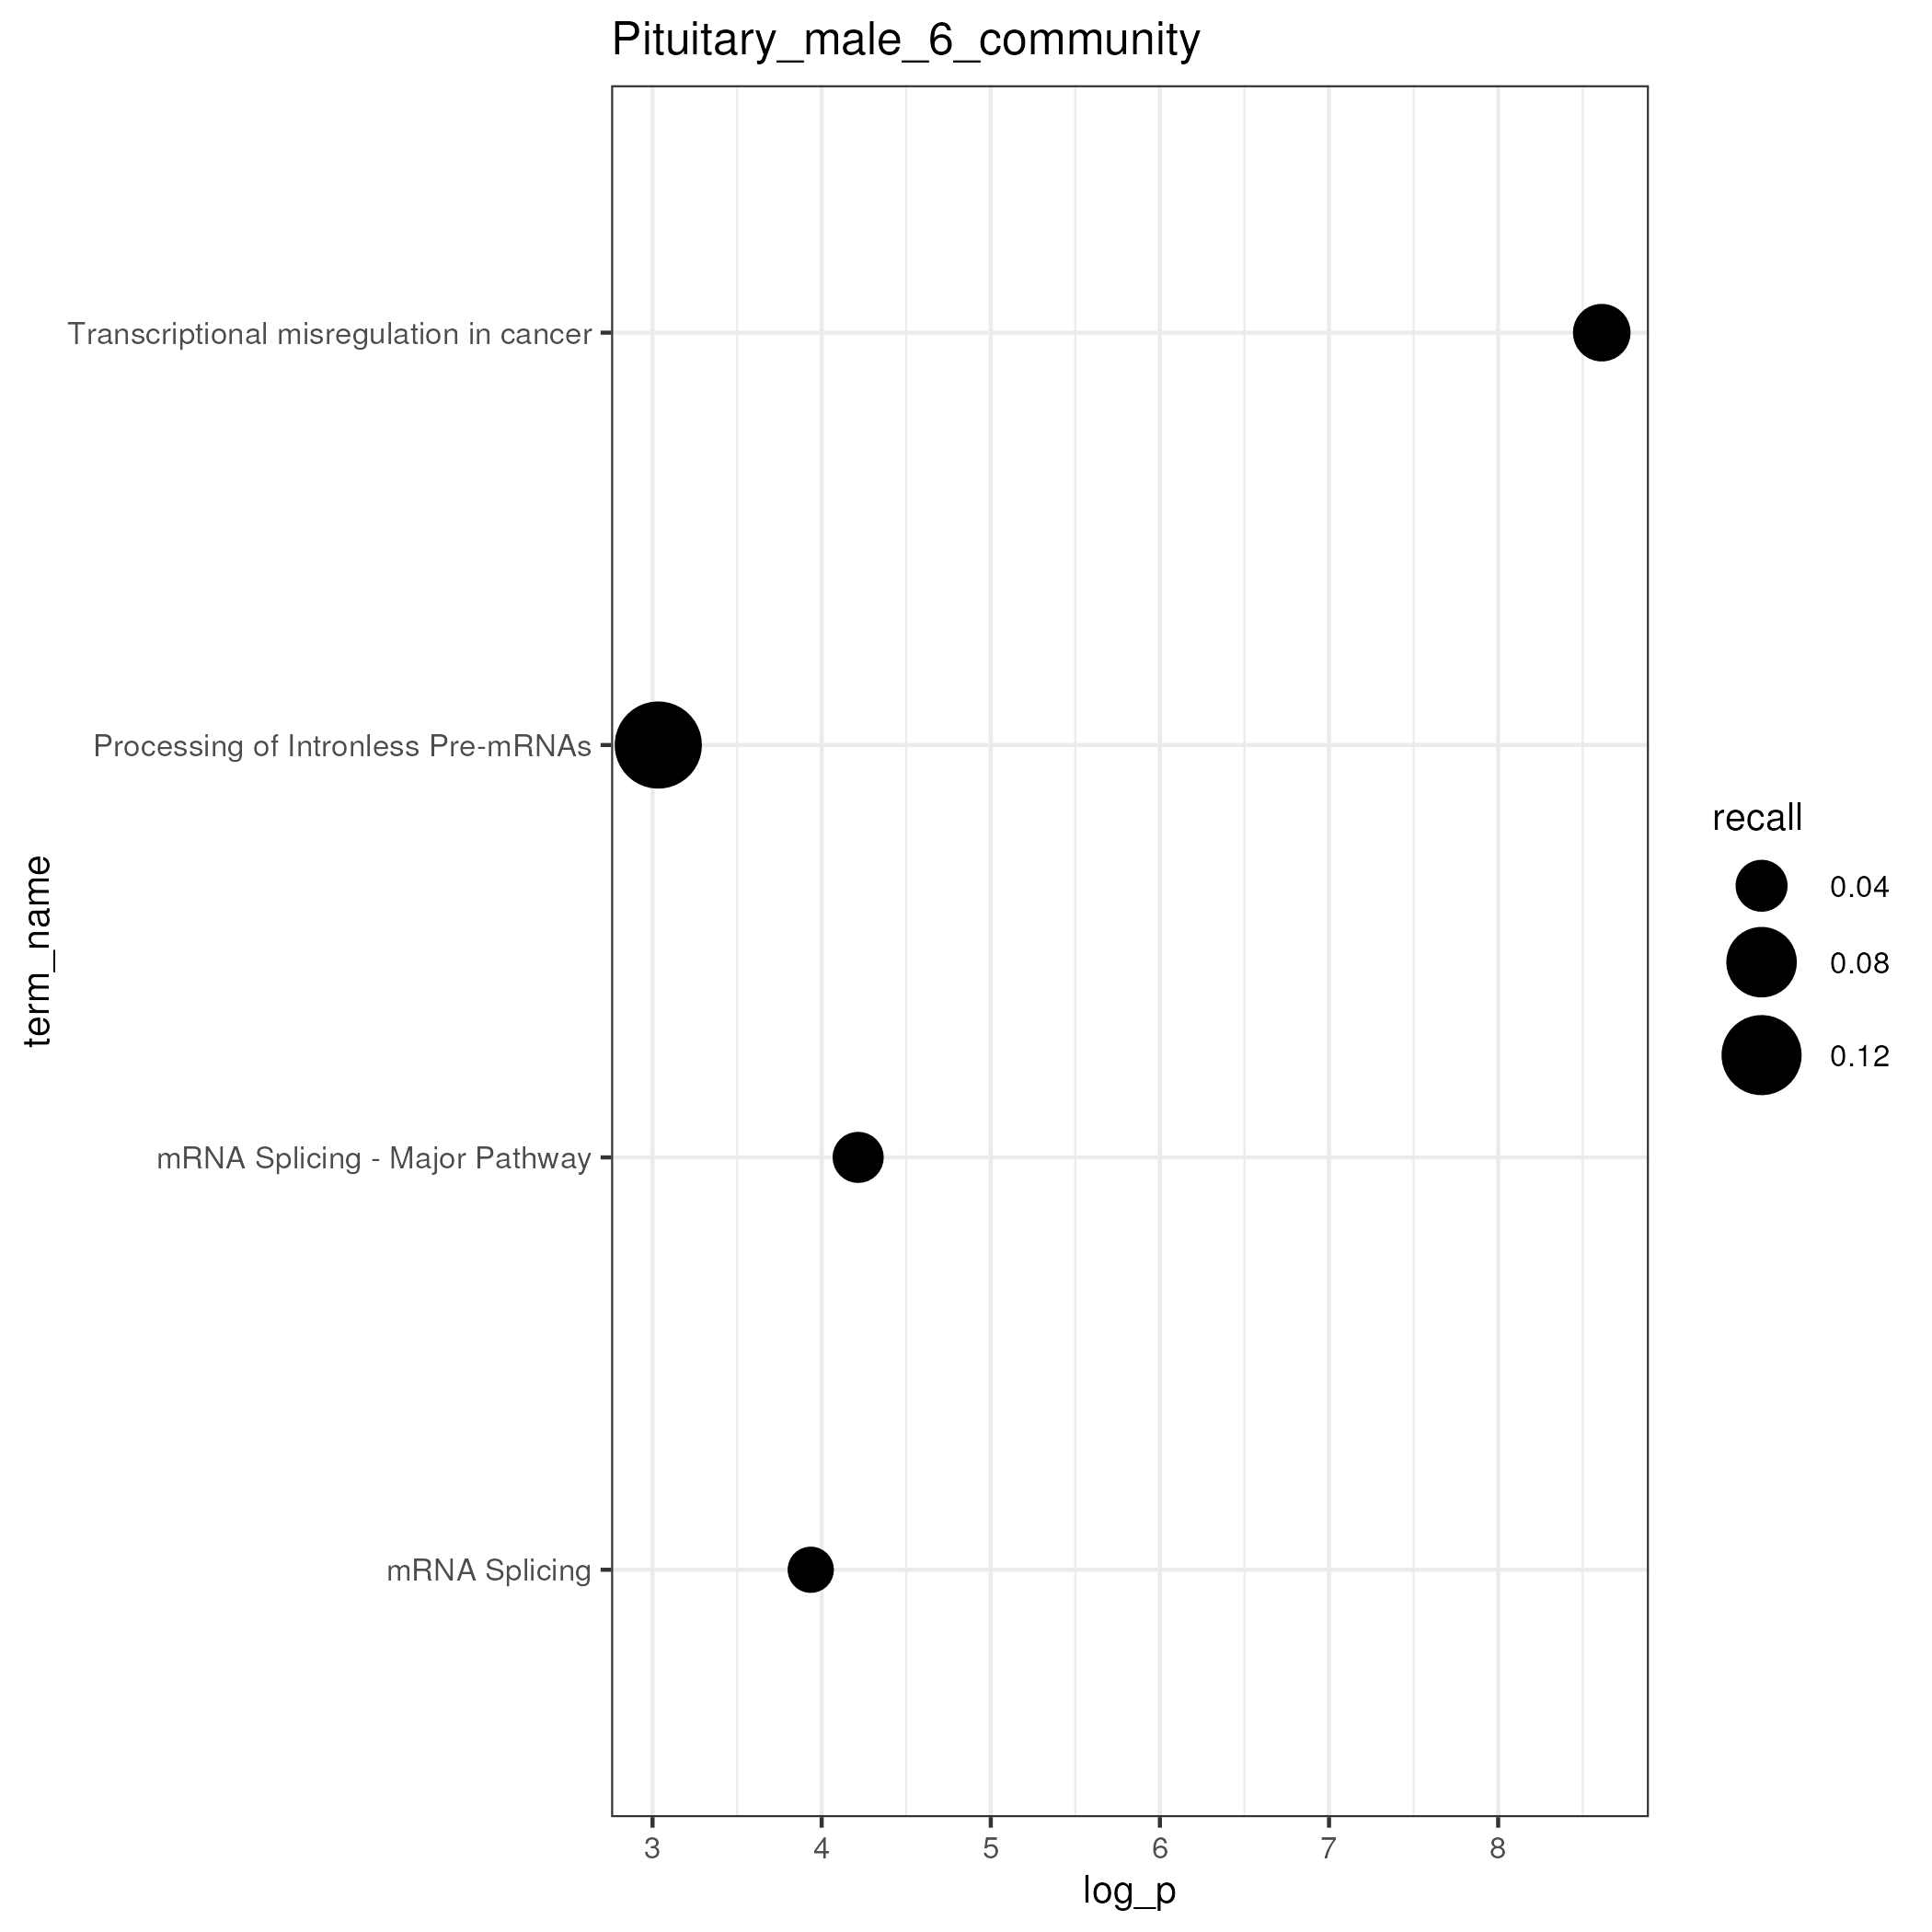 Pituitary_male_6_community
Transcriptional misregulation in cancer
Processing of Intronless Pre-mRNAs
mRNA Splicing - Major Pathway
mRNA Splicing
term_name
3 4 5 6 7 8
log_p
recall
0.04
0.08
0.12